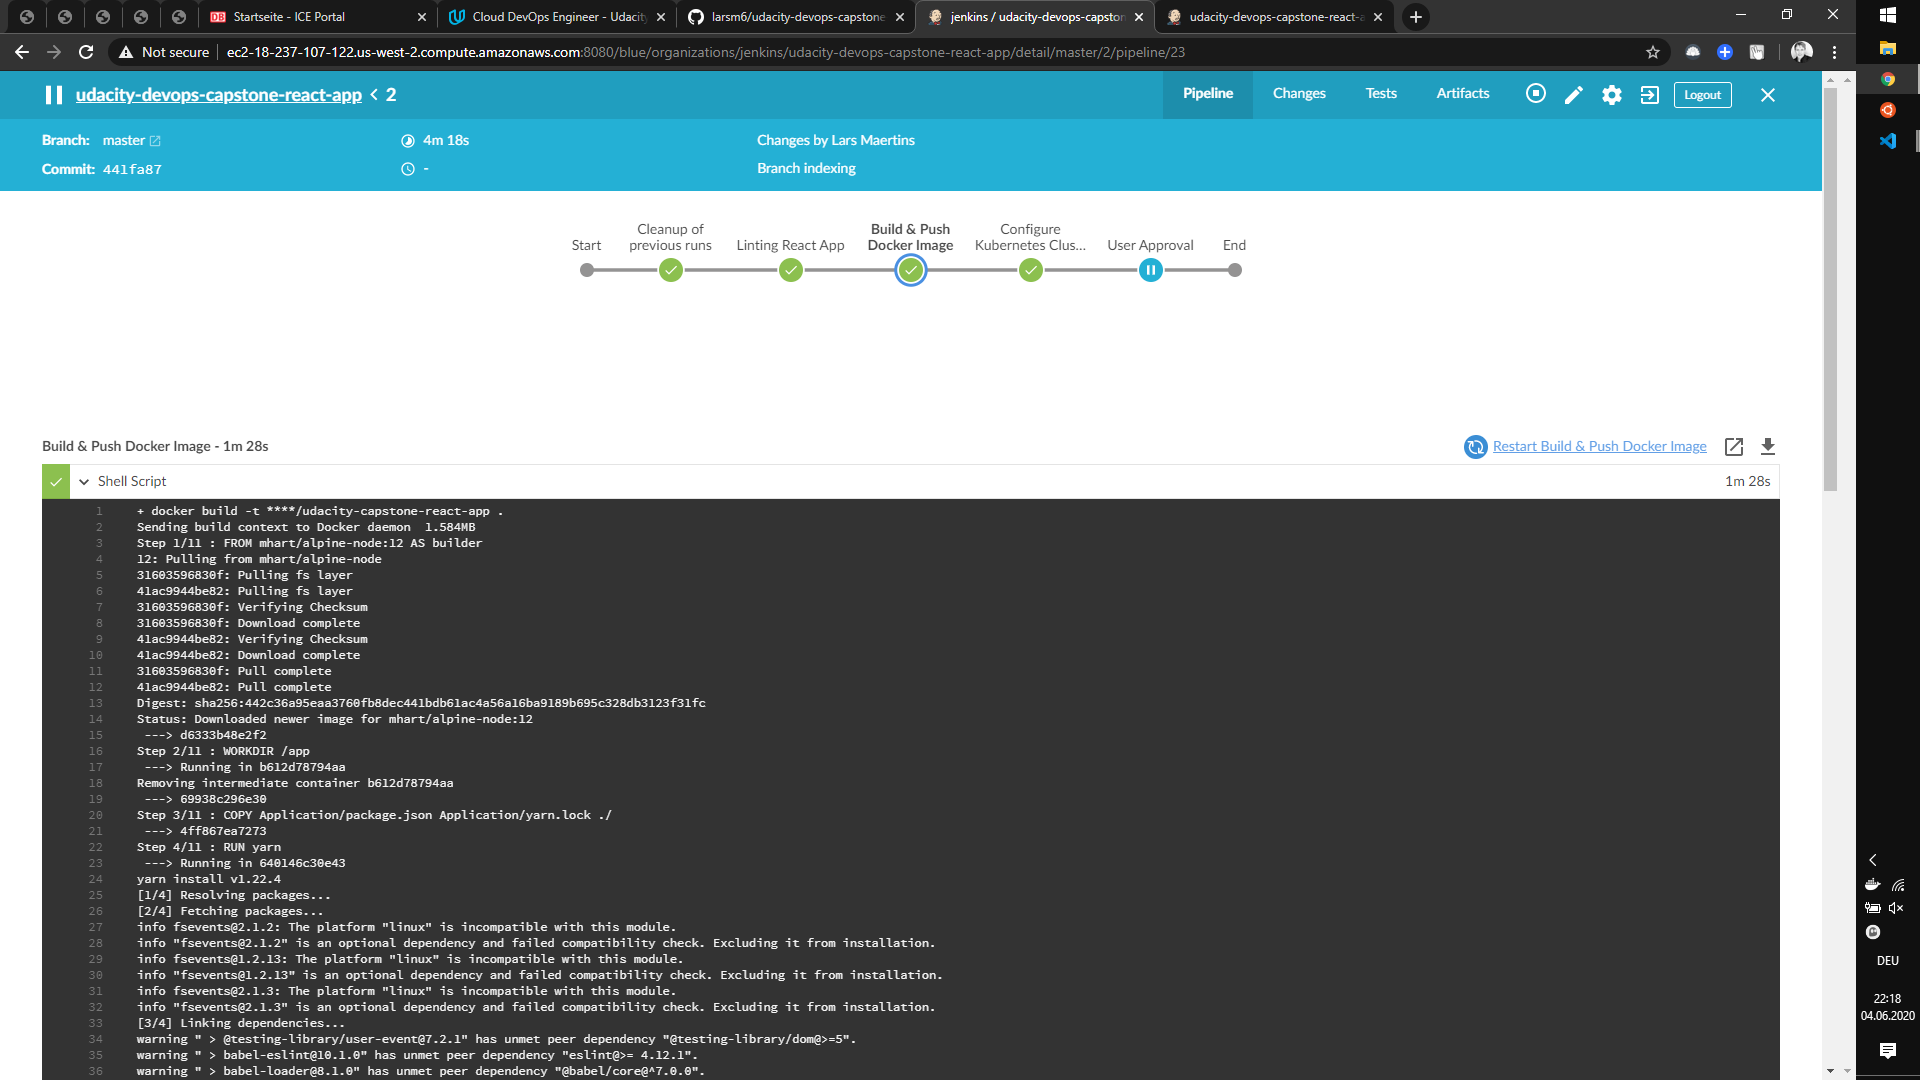 Startseite - ICE Portal
Cloud DevOps Engineer - Udacity
larsm6/udacity-devops-capstone
jenkins / udacity-devops-capston
udacity-devops-capstone-react-a
Not secure
ec2-18-237-107-122.us-west-2.compute.amazonaws.com:8080/blue/organizations/jenkins/udacity-devops-capstone-react-app/detail/master/2/pipeline/23
udacity-devops-capstone-react-app < 2
Pipeline
Changes
Tests
Artifacts
Logout
Branch: master
4m 18s
Changes by Lars Maertins
Commit: 441fa87
-
Branch indexing
Start
Cleanup of
previous runs
Linting React App
Build & Push
Docker Image
Configure
Kubernetes Clus...
User Approval
End
Build & Push Docker Image - 1m 28s
Restart Build & Push Docker Image
Shell Script
1m 28s
1 + docker build -t ****/udacity-capstone-react-app .
2 Sending build context to Docker daemon  1.584MB
3 Step 1/11 : FROM mhart/alpine-node:12 AS builder
4 12: Pulling from mhart/alpine-node
5 31603596830f: Pulling fs layer
6 41ac9944be82: Pulling fs layer
7 31603596830f: Verifying Checksum
8 31603596830f: Download complete
9 41ac9944be82: Verifying Checksum
10 41ac9944be82: Download complete
11 31603596830f: Pull complete
12 41ac9944be82: Pull complete
13 Digest: sha256:442c36a95eaa3760fb8dec441bdb61ac4a56a16ba9189b695c328db3123f31fc
14 Status: Downloaded newer image for mhart/alpine-node:12
15 ---> d6333b48e2f2
16 Step 2/11 : WORKDIR /app
17 ---> Running in b612d78794aa
18 Removing intermediate container b612d78794aa
19 ---> 69938c296e30
20 Step 3/11 : COPY Application/package.json Application/yarn.lock ./
21 ---> 4ff867ea7273
22 Step 4/11 : RUN yarn
23 ---> Running in 640146c30e43
24 yarn install v1.22.4
25 [1/4] Resolving packages...
26 [2/4] Fetching packages...
27 info fsevents@2.1.2: The platform "linux" is incompatible with this module.
28 info "fsevents@2.1.2" is an optional dependency and failed compatibility check. Excluding it from installation.
29 info fsevents@1.2.13: The platform "linux" is incompatible with this module.
30 info "fsevents@1.2.13" is an optional dependency and failed compatibility check. Excluding it from installation.
31 info fsevents@2.1.3: The platform "linux" is incompatible with this module.
32 info "fsevents@2.1.3" is an optional dependency and failed compatibility check. Excluding it from installation.
33 [3/4] Linking dependencies...
34 warning " > @testing-library/user-event@7.2.1" has unmet peer dependency "@testing-library/dom@>=5".
35 warning " > babel-eslint@10.1.0" has unmet peer dependency "eslint@>= 4.12.1".
36 warning " > babel-loader@8.1.0" has unmet peer dependency "@babel/core@^7.0.0".
DEU
22:18
04.06.2020